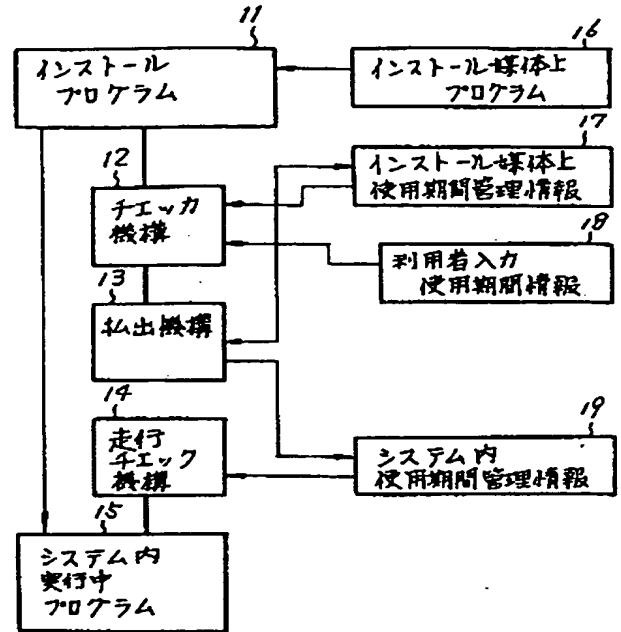 11
インストール
プログラム
16
インストール媒体上
プログラム
12
チェッカ
機構
17
インストール媒体上
使用期間管理情報
13
払出機構
18
利用者入力
使用期間情報
14
走行
チェック
機構
19
システム内
使用期間管理情報
15
システム内
実行中
プログラム